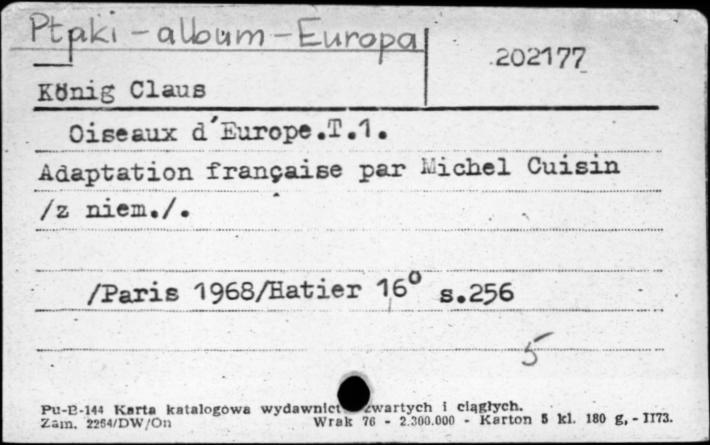 Ptaki - album - Europa
202177
König Claus
Oiseaux d´Europe.T.1.
Adaptation française par Michel Cuisin
/z niem./.
/Paris 1968/Hatier 16° s.256
5
Pu-B-144 Karta katalogowa wydawnict zwartych i ciągłych.
Zam. 2264/DW/On Wrak 76 - 2.300.000 - Karton 5 kl. 180 g, - II73.